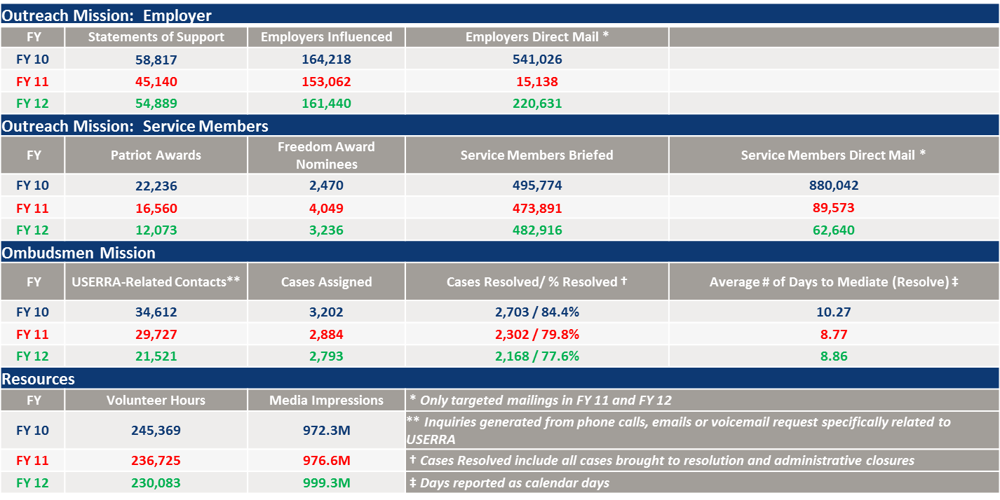 Outreach Mission:  Employer
FY Statements of Support Employers Influenced Employers Direct Mail *
FY 10 58,817 164,218 541,026
FY 11 45,140 153,062 15,138
FY 12 54,889 161,440 220,631
Outreach Mission:  Service Members
FY Patriot Awards Freedom Award Nominees Service Members Briefed Service Members Direct Mail *
FY 10 22,236 2,470 495,774 880,042
FY 11 16,560 4,049 473,891 89,573
FY 12 12,073 3,236 482,916 62,640
Ombudsmen Mission
FY USERRA-Related Contacts** Cases Assigned Cases Resolved/ % Resolved † Average # of Days to Mediate (Resolve) ‡
FY 10 34,612 3,202 2,703 / 84.4% 10.27
FY 11 29,727 2,884 2,302 / 79.8% 8.77
FY 12 21,521 2,793 2,168 / 77.6% 8.86
Resources
FY Volunteer Hours Media Impressions * Only targeted mailings in FY 11 and FY 12
FY 10 245,369 972.3M ** Inquiries generated from phone calls, emails or voicemail request specifically related to
USERRA
FY 11 236,725 976.6M † Cases Resolved include all cases brought to resolution and administrative closures
FY 12 230,083 999.3M ‡ Days reported as calendar days